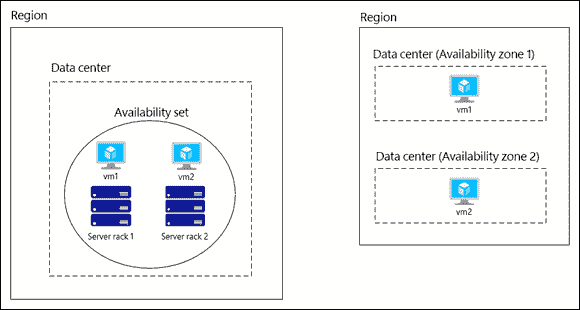 Region
Data center
Availability set
vm1 vm2
Server rack 1 Server rack 2
Region
Data center (Availability zone 1)
vm1
Data center (Availability zone 2)
vm2